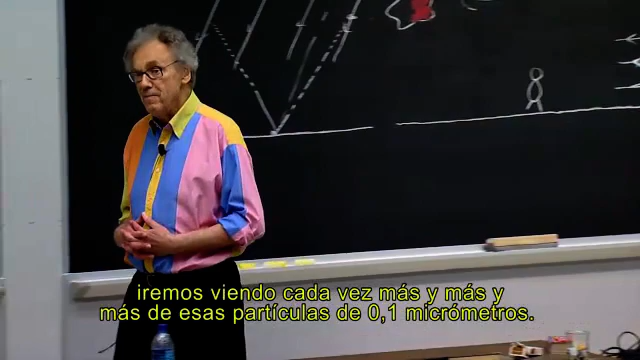 iremos viendo cada vez más y más y
más de esas partículas de 0,1 micrómetros.